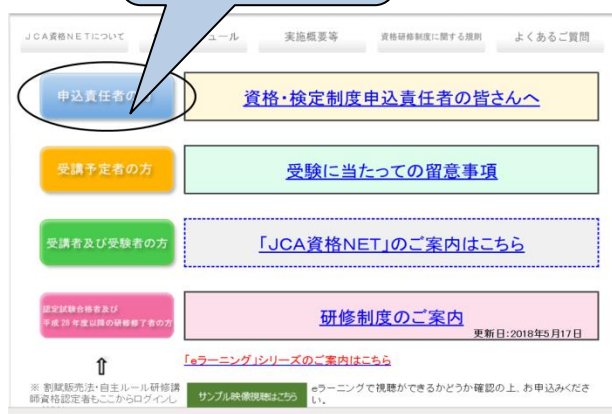 JCA資格NETについて
ュール
実施概要等
資格研修制度に関する規則
よくあるご質問
申込責任者の方
資格・検定制度申込責任者の皆さんへ
受講予定者の方
受験に当たっての留意事項
受講者及び受験者の方
「JCA資格NET」のご案内はこちら
認定試験合格者及び
平成28年度以降の研修修了者の方
研修制度のご案内
更新日:2018年5月17日
⇧
「eラーニング」シリーズのご案内はこちら
※ 割賦販売法・自主ルール研修講
師資格認定者もここからログインし
サンプル映像視聴はこちら
eラーニングで視聴ができるかどうか確認の上、お申込みくださ
い。